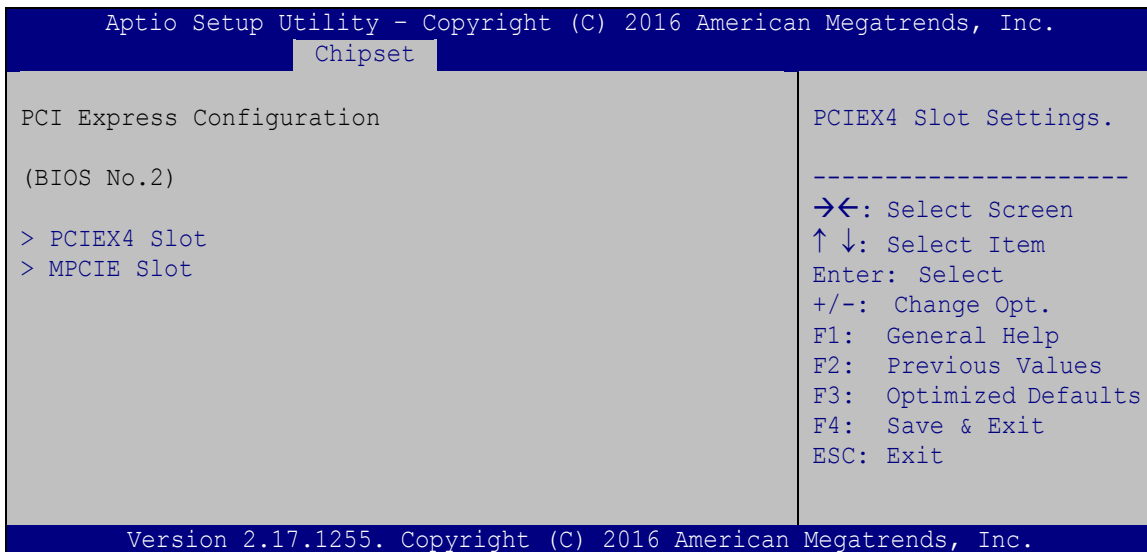 Aptio Setup Utility – Copyright (C) 2016 American Megatrends, Inc.
Chipset
PCI Express Configuration
(BIOS No.2)
> PCIEX4 Slot
> MPCIE Slot
PCIEX4 Slot Settings.
----------------------
→←: Select Screen
↑ ↓: Select Item
Enter: Select
+/-: Change Opt.
F1: General Help
F2: Previous Values
F3: Optimized Defaults
F4: Save & Exit
ESC: Exit
Version 2.17.1255. Copyright (C) 2016 American Megatrends, Inc.